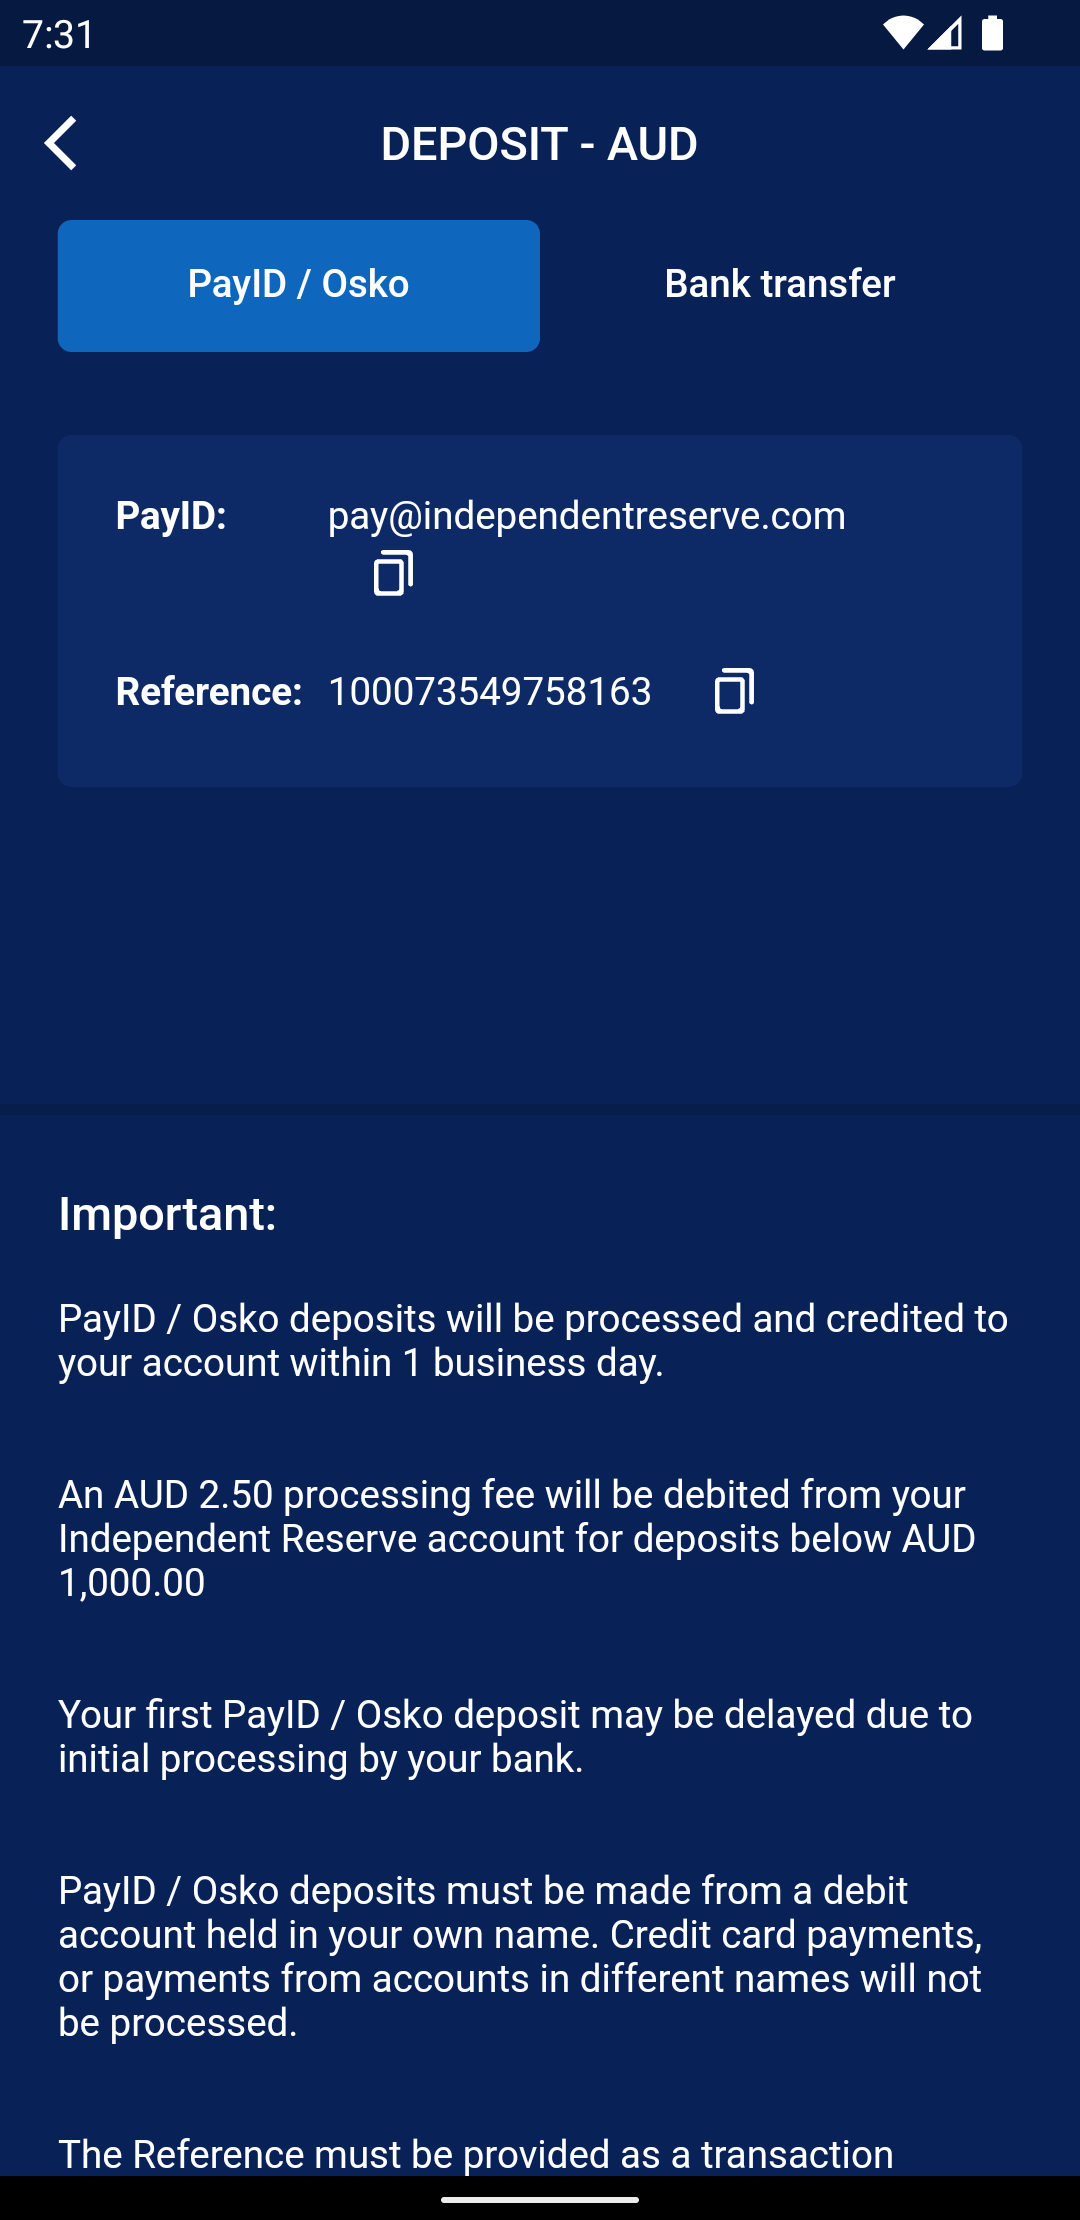 7:31
DEPOSIT - AUD
PayID / Osko
Bank transfer
PayID: pay@independentreserve.com
Reference: 100073549758163
Important:
PayID / Osko deposits will be processed and credited to
your account within 1 business day.
An AUD 2.50 processing fee will be debited from your
Independent Reserve account for deposits below AUD
1,000.00
Your first PayID / Osko deposit may be delayed due to
initial processing by your bank.
PayID / Osko deposits must be made from a debit
account held in your own name. Credit card payments,
or payments from accounts in different names will not
be processed.
The Reference must be provided as a transaction